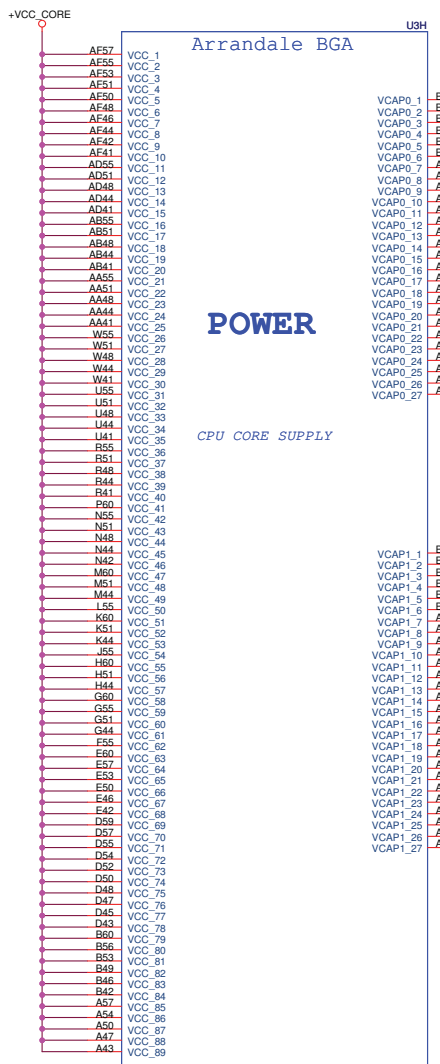 +VCC_CORE
U3H
Arrandale BGA
AF57 VCC_1
AF55 VCC_2
AF53 VCC_3
AF51 VCC_4
AF50 VCC_5
AF48 VCC_6
AF46 VCC_7
AF44 VCC_8
AF42 VCC_9
AF41 VCC_10
AD55 VCC_11
AD51 VCC_12
AD48 VCC_13
AD44 VCC_14
AD41 VCC_15
AB55 VCC_16
AB51 VCC_17
AB48 VCC_18
AB44 VCC_19
AB41 VCC_20
AA55 VCC_21
AA51 VCC_22
AA48 VCC_23
AA44 VCC_24
AA41 VCC_25
W55 VCC_26
W51 VCC_27
W48 VCC_28
W44 VCC_29
W41 VCC_30
U55 VCC_31
U51 VCC_32
U48 VCC_33
U44 VCC_34
U41 VCC_35
R55 VCC_36
R51 VCC_37
R48 VCC_38
R44 VCC_39
R41 VCC_40
P60 VCC_41
N55 VCC_42
N51 VCC_43
N48 VCC_44
N44 VCC_45
N42 VCC_46
M60 VCC_47
M51 VCC_48
M44 VCC_49
L55 VCC_50
K60 VCC_51
K51 VCC_52
K44 VCC_53
J55 VCC_54
H60 VCC_55
H51 VCC_56
H44 VCC_57
G60 VCC_58
G55 VCC_59
G51 VCC_60
G44 VCC_61
F55 VCC_62
E60 VCC_63
E57 VCC_64
E53 VCC_65
E50 VCC_66
E46 VCC_67
E42 VCC_68
D59 VCC_69
D57 VCC_70
D55 VCC_71
D54 VCC_72
D52 VCC_73
D50 VCC_74
D48 VCC_75
D47 VCC_76
D45 VCC_77
D43 VCC_78
B60 VCC_79
B56 VCC_80
B53 VCC_81
B49 VCC_82
B46 VCC_83
B42 VCC_84
A57 VCC_85
A54 VCC_86
A50 VCC_87
A47 VCC_88
A43 VCC_89
POWER
CPU CORE SUPPLY
VCAP0_1
VCAP0_2
VCAP0_3
VCAP0_4
VCAP0_5
VCAP0_6
VCAP0_7
VCAP0_8
VCAP0_9
VCAP0_10
VCAP0_11
VCAP0_12
VCAP0_13
VCAP0_14
VCAP0_15
VCAP0_16
VCAP0_17
VCAP0_18
VCAP0_19
VCAP0_20
VCAP0_21
VCAP0_22
VCAP0_23
VCAP0_24
VCAP0_25
VCAP0_26
VCAP0_27
VCAP1_1
VCAP1_2
VCAP1_3
VCAP1_4
VCAP1_5
VCAP1_6
VCAP1_7
VCAP1_8
VCAP1_9
VCAP1_10
VCAP1_11
VCAP1_12
VCAP1_13
VCAP1_14
VCAP1_15
VCAP1_16
VCAP1_17
VCAP1_18
VCAP1_19
VCAP1_20
VCAP1_21
VCAP1_22
VCAP1_23
VCAP1_24
VCAP1_25
VCAP1_26
VCAP1_27